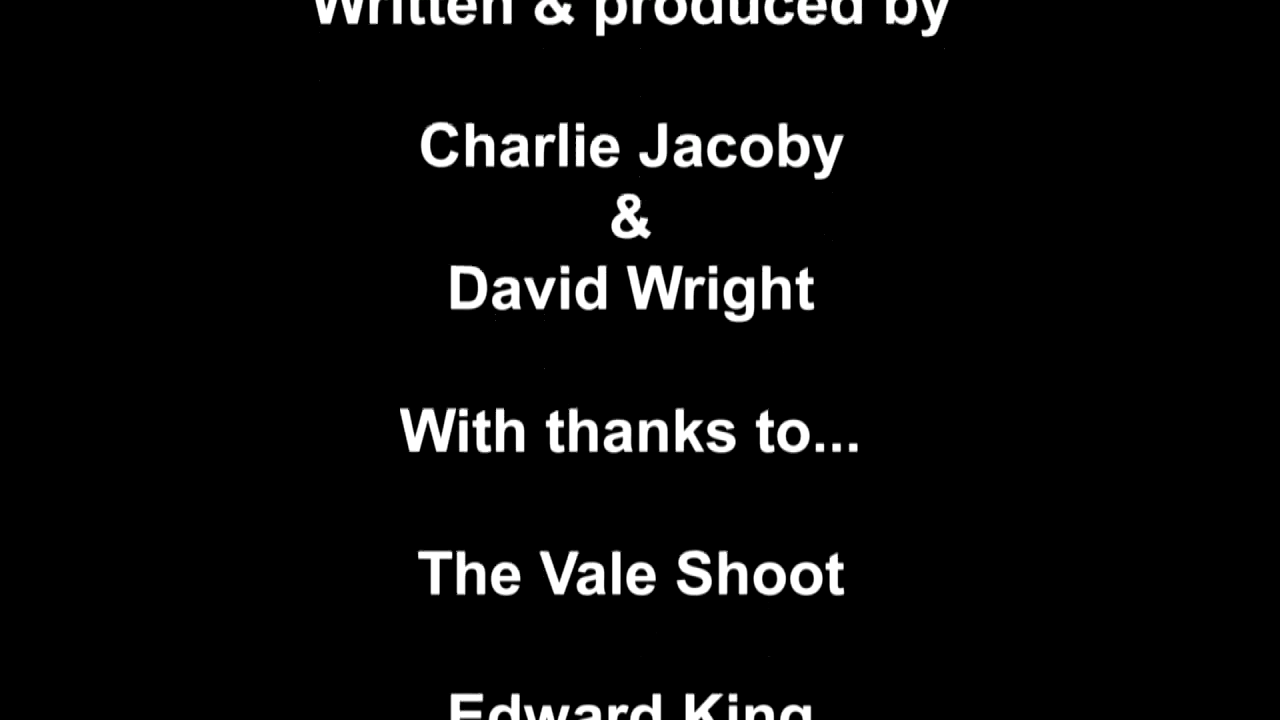 Written & produced by
Charlie Jacoby
&
David Wright
With thanks to...
The Vale Shoot
Edward King